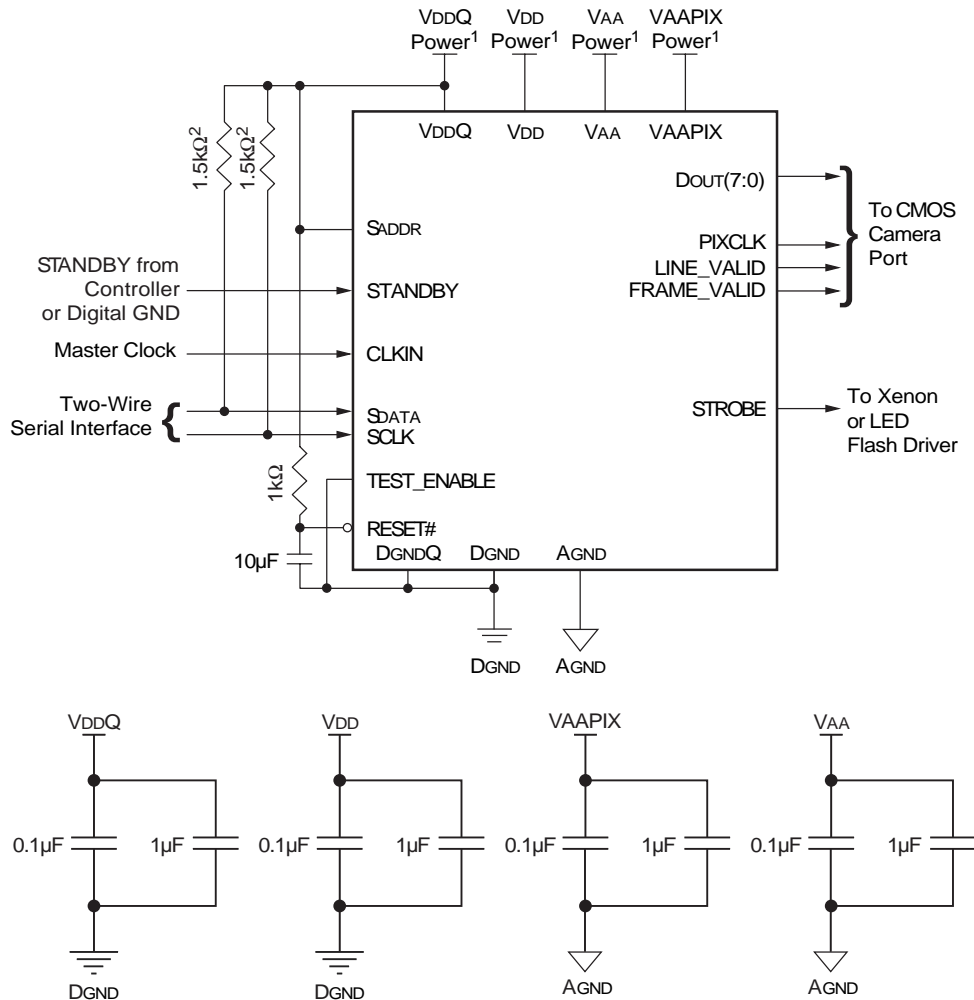 VDDQ
Power¹
VDD
Power¹
VAA
Power¹
VAAPIX
Power¹
VDDQ
VDD
VAA
VAAPIX
1.5kΩ²
1.5kΩ²
DOUT(7:0)
To CMOS
Camera
Port
SADDR
PIXCLK
LINE_VALID
FRAME_VALID
STANDBY from
Controller
or Digital GND
STANDBY
Master Clock
CLKIN
Two-Wire
Serial Interface
SDATA
SCLK
STROBE
To Xenon
or LED
Flash Driver
1kΩ
TEST_ENABLE
RESET#
10µF
DGNDQ
DGND
AGND
DGND
AGND
VDDQ
VDD
VAAPIX
VAA
0.1µF
1µF
0.1µF
1µF
0.1µF
1µF
0.1µF
1µF
DGND
DGND
AGND
AGND